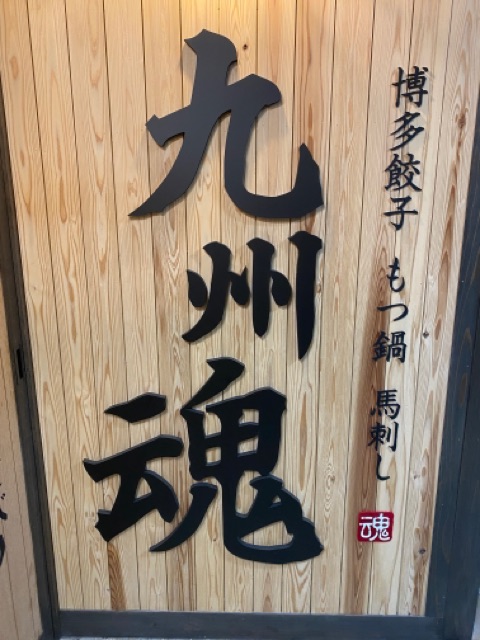 博多餃子 もつ鍋 馬刺し
魂
九州魂